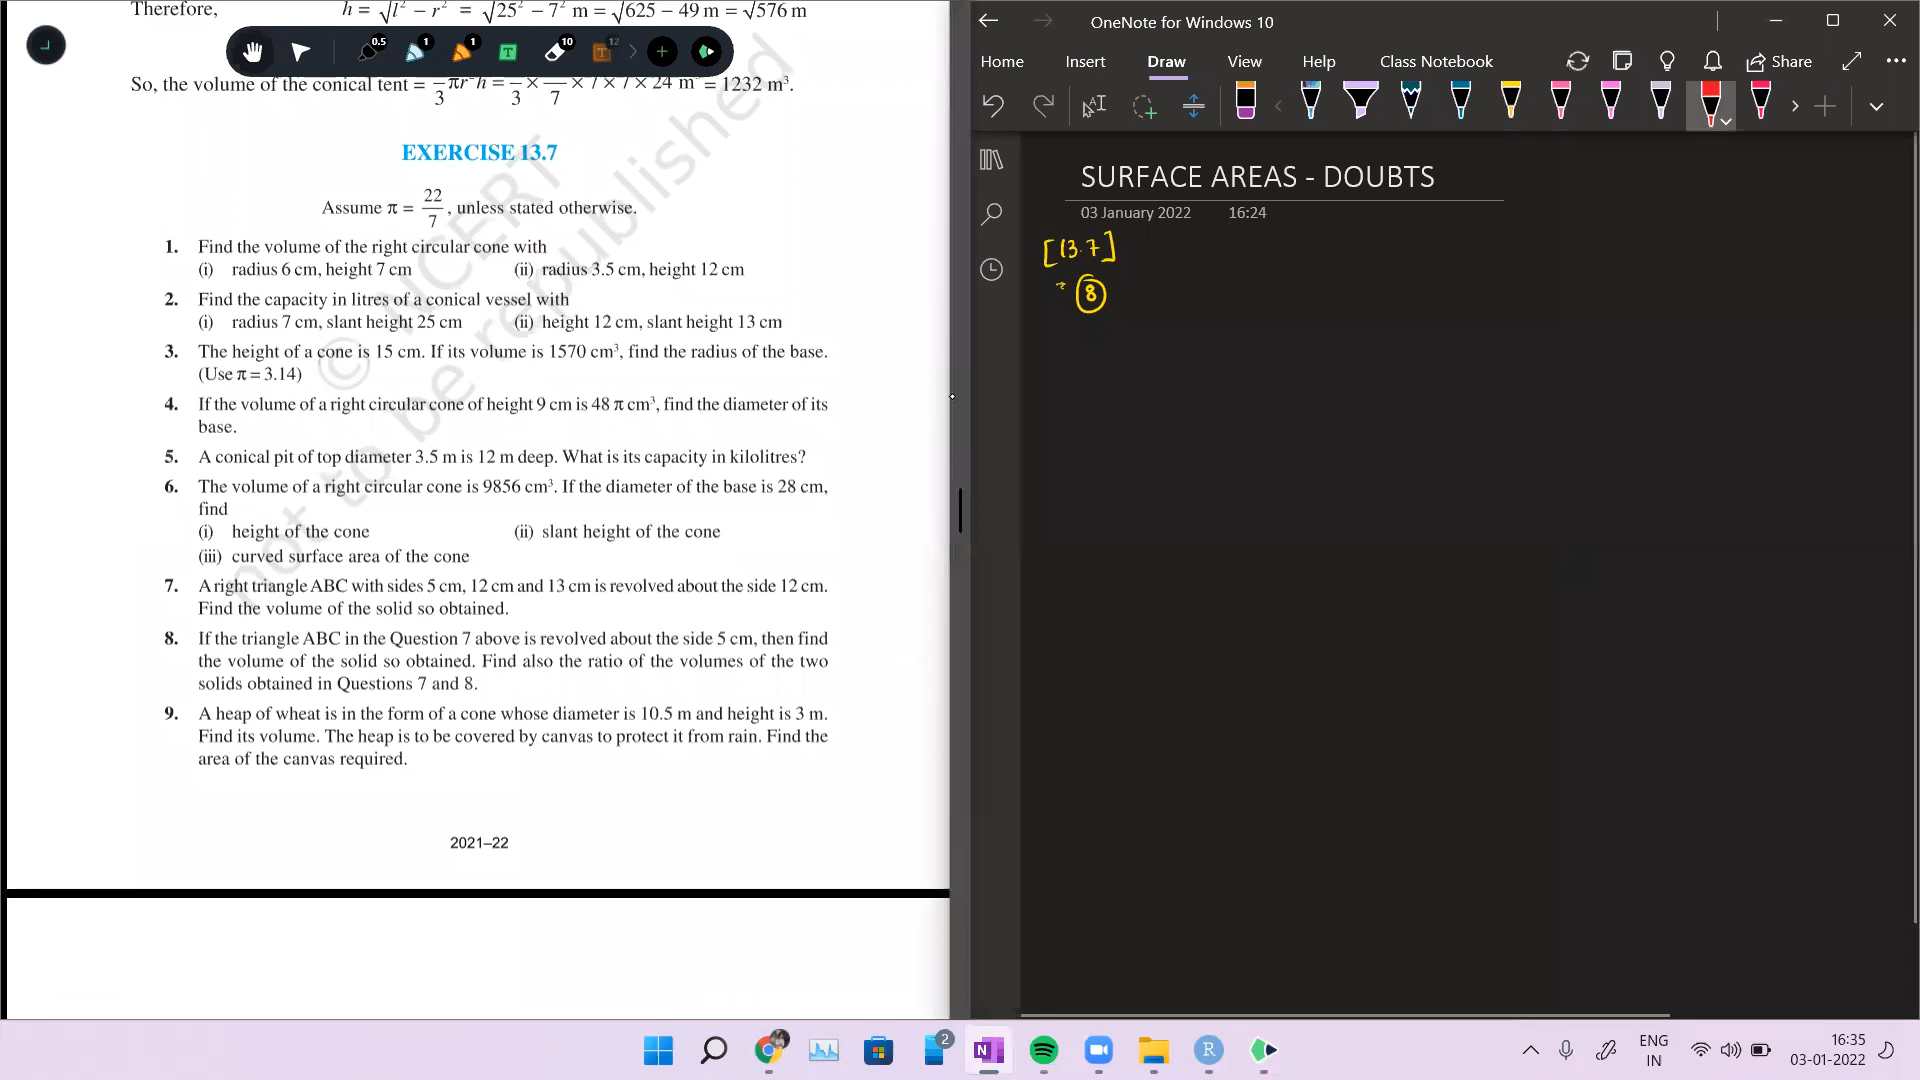 Therefore, h = √l² − r² = √25² − 7² m = √625 − 49 m = √576 m
So, the volume of the conical tent = 1/3 πr²h = 1/3 × /7 × 7 × 7 × 24 m³ = 1232 m³.
EXERCISE 13.7
Assume π = 22/7, unless stated otherwise.
1. Find the volume of the right circular cone with
(i) radius 6 cm, height 7 cm (ii) radius 3.5 cm, height 12 cm
2. Find the capacity in litres of a conical vessel with
(i) radius 7 cm, slant height 25 cm (ii) height 12 cm, slant height 13 cm
3. The height of a cone is 15 cm. If its volume is 1570 cm³, find the radius of the base.
(Use π = 3.14)
4. If the volume of a right circular cone of height 9 cm is 48 π cm³, find the diameter of its
base.
5. A conical pit of top diameter 3.5 m is 12 m deep. What is its capacity in kilolitres?
6. The volume of a right circular cone is 9856 cm³. If the diameter of the base is 28 cm,
find
(i) height of the cone (ii) slant height of the cone
(iii) curved surface area of the cone
7. A right triangle ABC with sides 5 cm, 12 cm and 13 cm is revolved about the side 12 cm.
Find the volume of the solid so obtained.
8. If the triangle ABC in the Question 7 above is revolved about the side 5 cm, then find
the volume of the solid so obtained. Find also the ratio of the volumes of the two
solids obtained in Questions 7 and 8.
9. A heap of wheat is in the form of a cone whose diameter is 10.5 m and height is 3 m.
Find its volume. The heap is to be covered by canvas to protect it from rain. Find the
area of the canvas required.
2021–22
© NCERT
not to be republished
0.5 1 1 T 10 T 12
OneNote for Windows 10
Home Insert Draw View Help Class Notebook Share
SURFACE AREAS - DOUBTS
03 January 2022 16:24
[13.7]
8
2
N
R
ENG
IN
16:35
03-01-2022